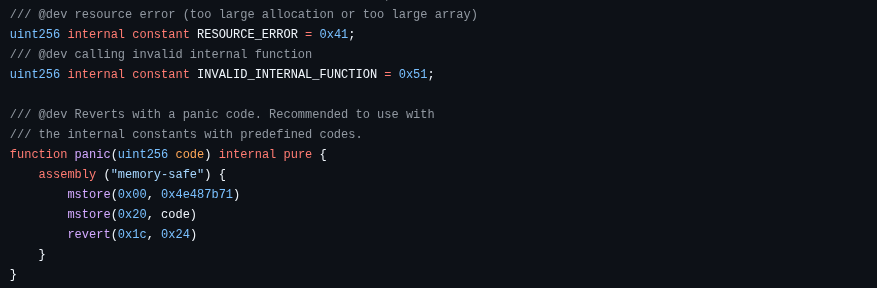 /// @dev resource error (too large allocation or too large array)
uint256 internal constant RESOURCE_ERROR = 0x41;
/// @dev calling invalid internal function
uint256 internal constant INVALID_INTERNAL_FUNCTION = 0x51;

/// @dev Reverts with a panic code. Recommended to use with
/// the internal constants with predefined codes.
function panic(uint256 code) internal pure {
    assembly ("memory-safe") {
        mstore(0x00, 0x4e487b71)
        mstore(0x20, code)
        revert(0x1c, 0x24)
    }
}